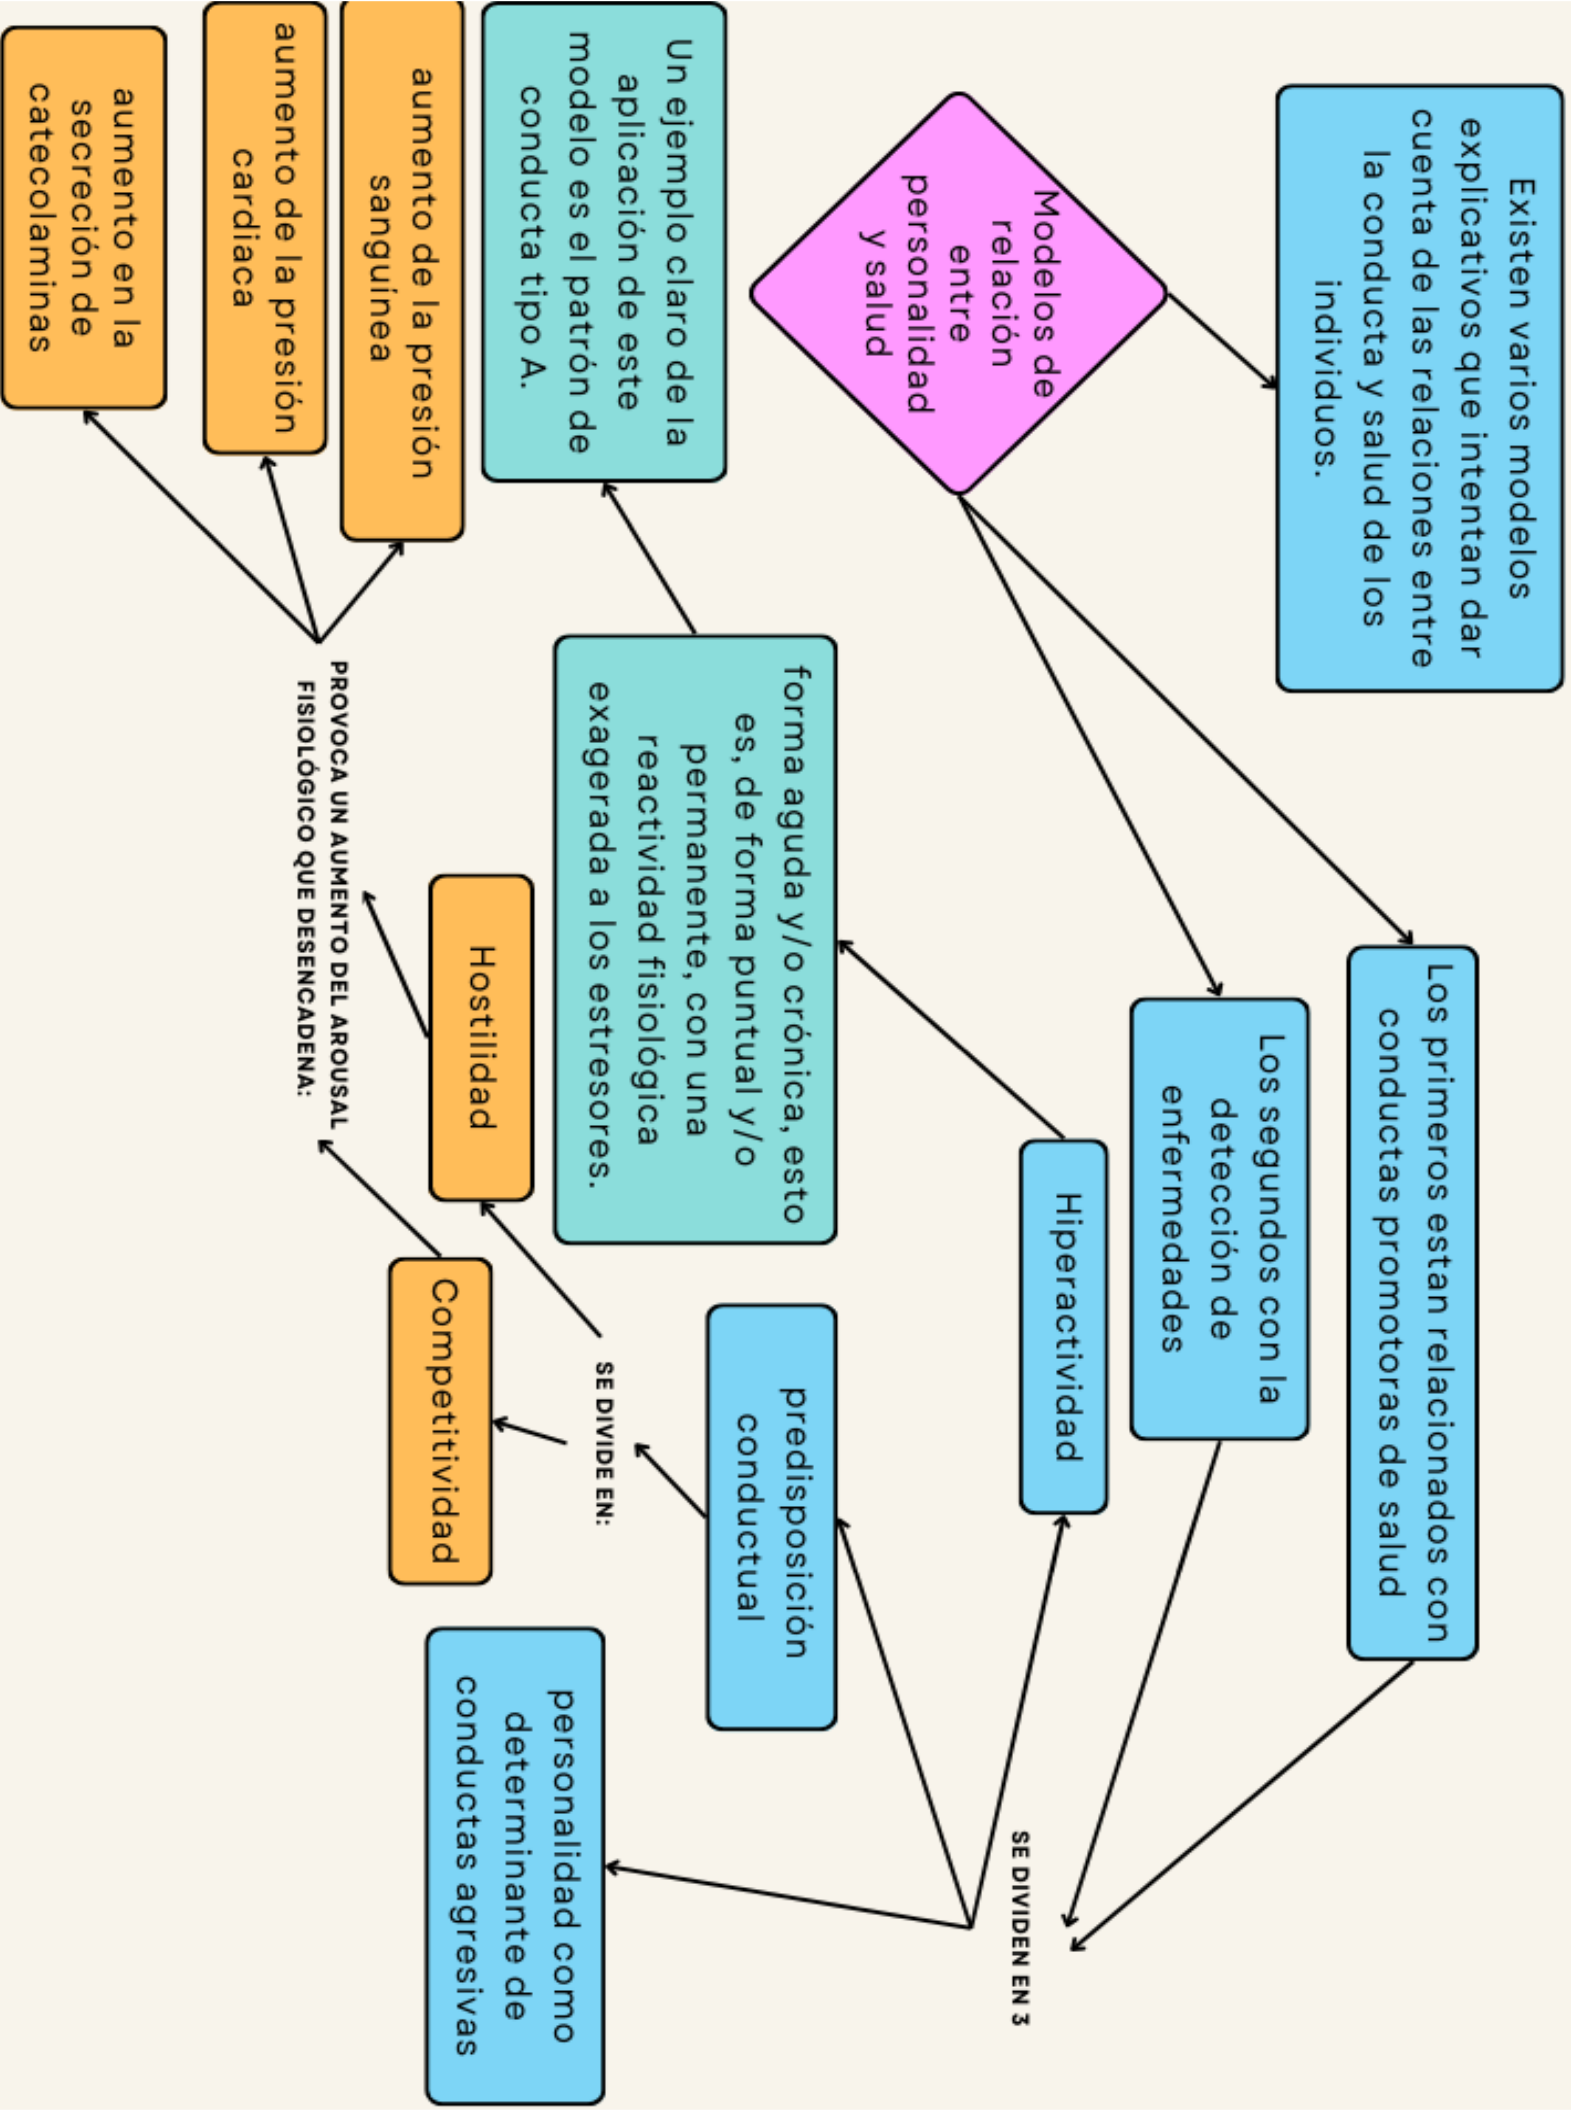 Existen varios modelos
explicativos que intentan dar
cuenta de las relaciones entre
la conducta y salud de los
individuos.
Modelos de
relación
entre
personalidad
y salud
Los primeros estan relacionados con
conductas promotoras de salud
Los segundos con la
detección de
enfermedades
SE DIVIDEN EN 3
Hiperactividad
forma aguda y/o crónica, esto
es, de forma puntual y/o
permanente, con una
reactividad fisiológica
exagerada a los estresores.
Un ejemplo claro de la
aplicación de este
modelo es el patrón de
conducta tipo A.
predisposición
conductual
SE DIVIDE EN:
personalidad como
determinante de
conductas agresivas
Hostilidad
Competitividad
PROVOCA UN AUMENTO DEL AROUSAL
FISIOLÓGICO QUE DESENCADENA:
aumento de la presión
sanguínea
aumento de la presión
cardiaca
aumento en la
secreción de
catecolaminas